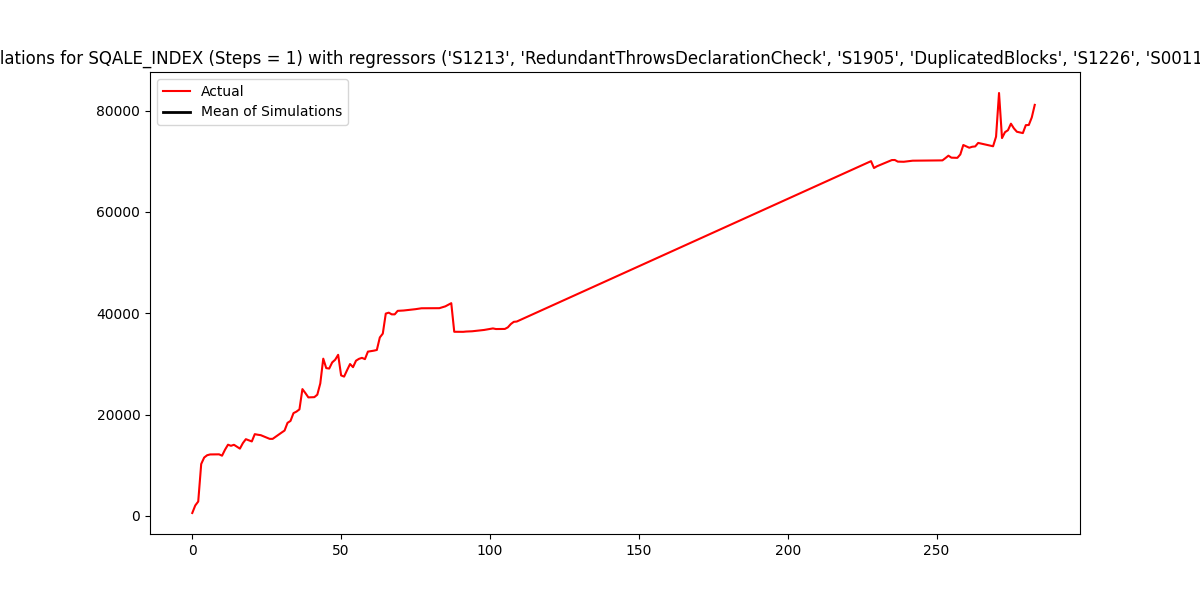 lations for SQALE_INDEX (Steps = 1) with regressors ('S1213', 'RedundantThrowsDeclarationCheck', 'S1905', 'DuplicatedBlocks', 'S1226', 'S0011
Actual
Mean of Simulations
80000
60000
40000
20000
0
0 50 100 150 200 250